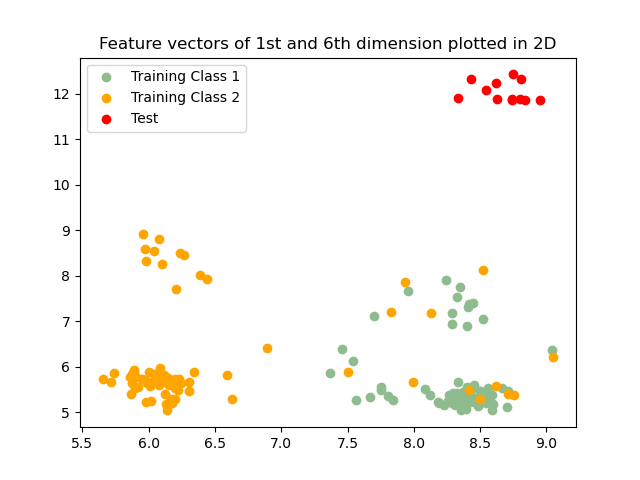 Feature vectors of 1st and 6th dimension plotted in 2D
Training Class 1
Training Class 2
Test
12
11
10
9
8
7
6
5
5.5 6.0 6.5 7.0 7.5 8.0 8.5 9.0